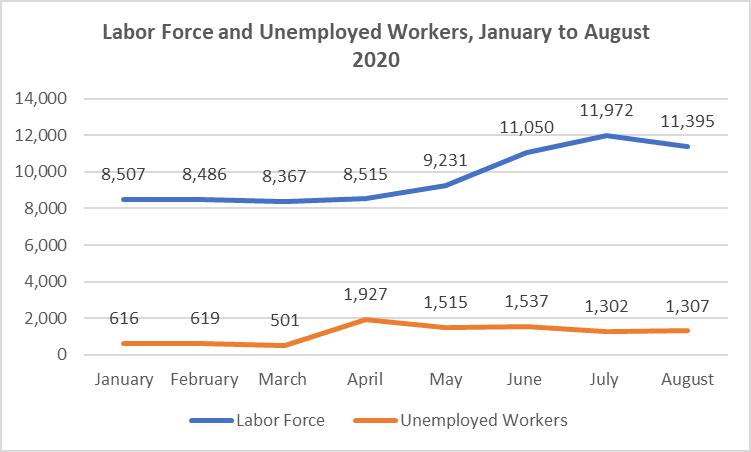 Labor Force and Unemployed Workers, January to August
2020
14,000
12,000
10,000
8,000
6,000
4,000
2,000
0
8,507 8,486 8,367 8,515 9,231 11,050 11,972 11,395
616 619 501 1,927 1,515 1,537 1,302 1,307
January February March April May June July August
Labor Force Unemployed Workers